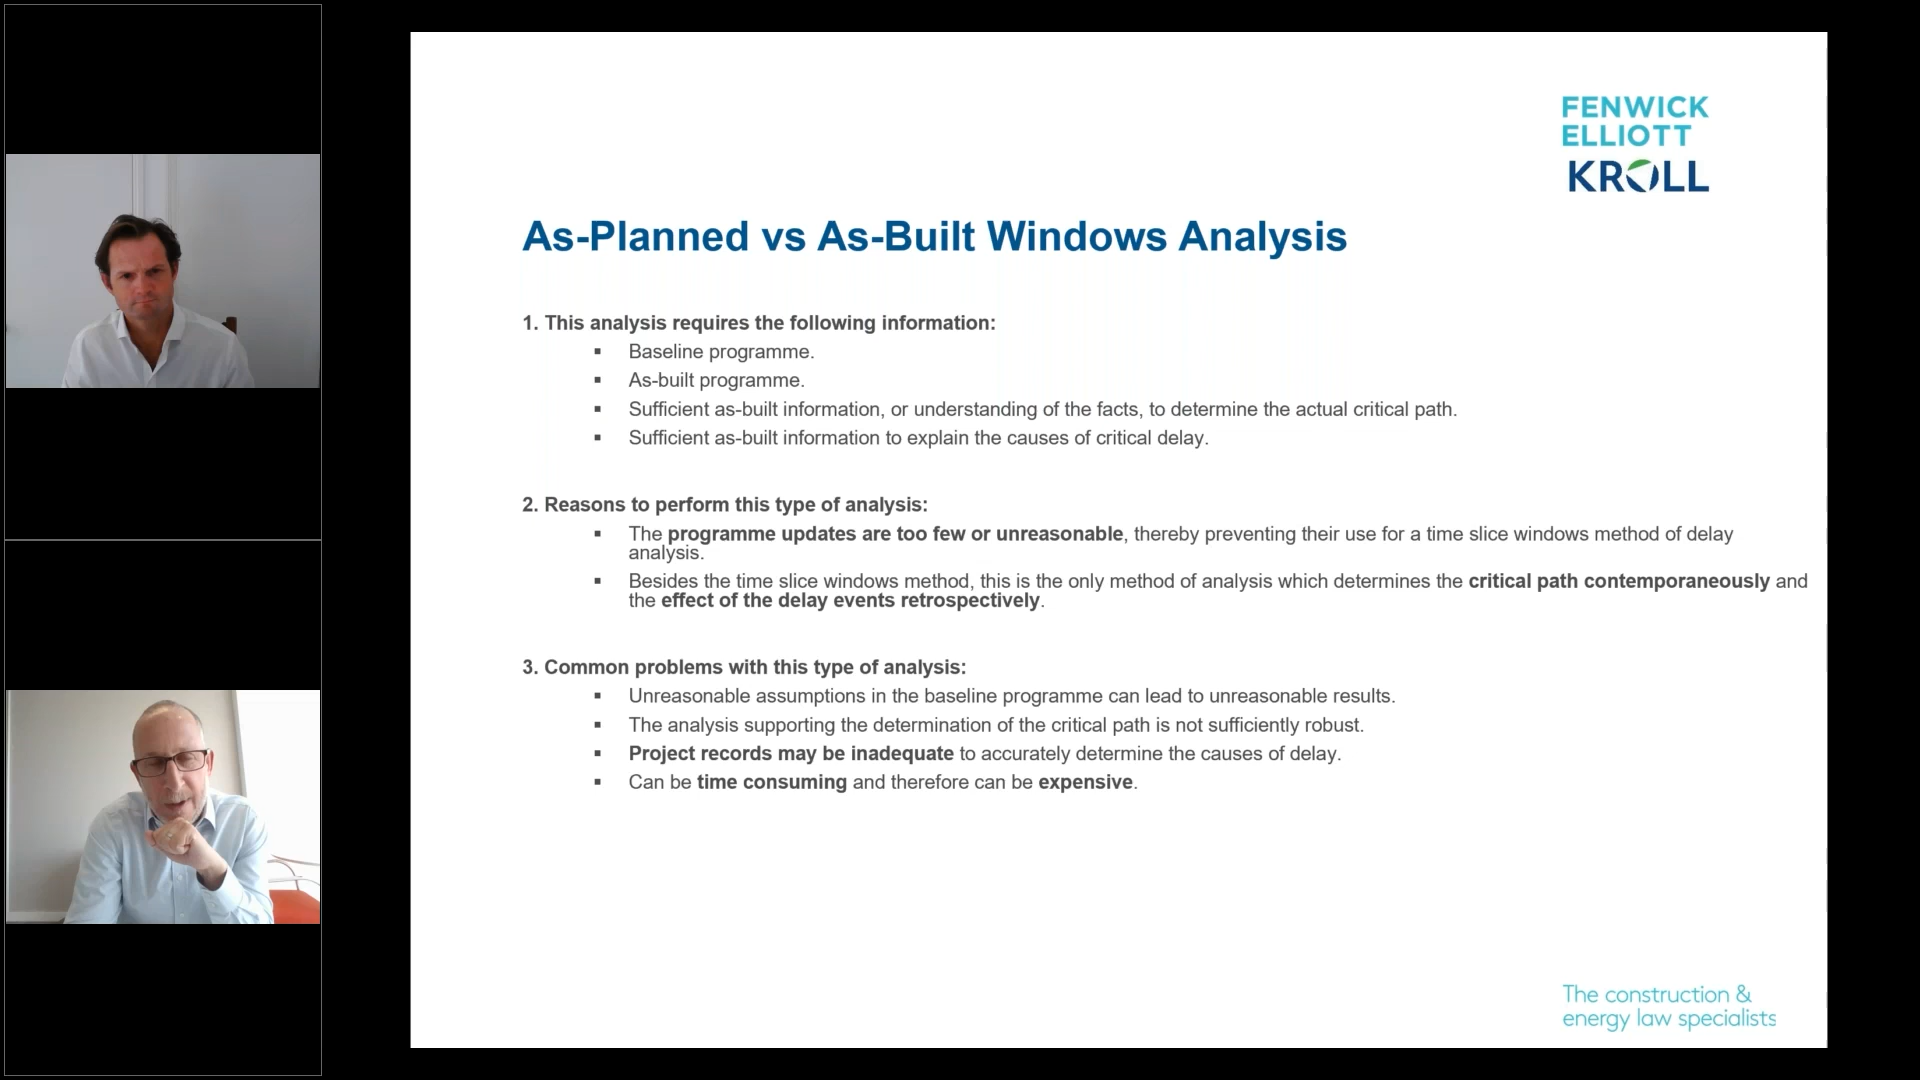 FENWICK
ELLIOTT
KROLL
As-Planned vs As-Built Windows Analysis
1. This analysis requires the following information:
▪ Baseline programme.
▪ As-built programme.
▪ Sufficient as-built information, or understanding of the facts, to determine the actual critical path.
▪ Sufficient as-built information to explain the causes of critical delay.
2. Reasons to perform this type of analysis:
▪ The programme updates are too few or unreasonable, thereby preventing their use for a time slice windows method of delay
analysis.
▪ Besides the time slice windows method, this is the only method of analysis which determines the critical path contemporaneously and
the effect of the delay events retrospectively.
3. Common problems with this type of analysis:
▪ Unreasonable assumptions in the baseline programme can lead to unreasonable results.
▪ The analysis supporting the determination of the critical path is not sufficiently robust.
▪ Project records may be inadequate to accurately determine the causes of delay.
▪ Can be time consuming and therefore can be expensive.
The construction &
energy law specialists